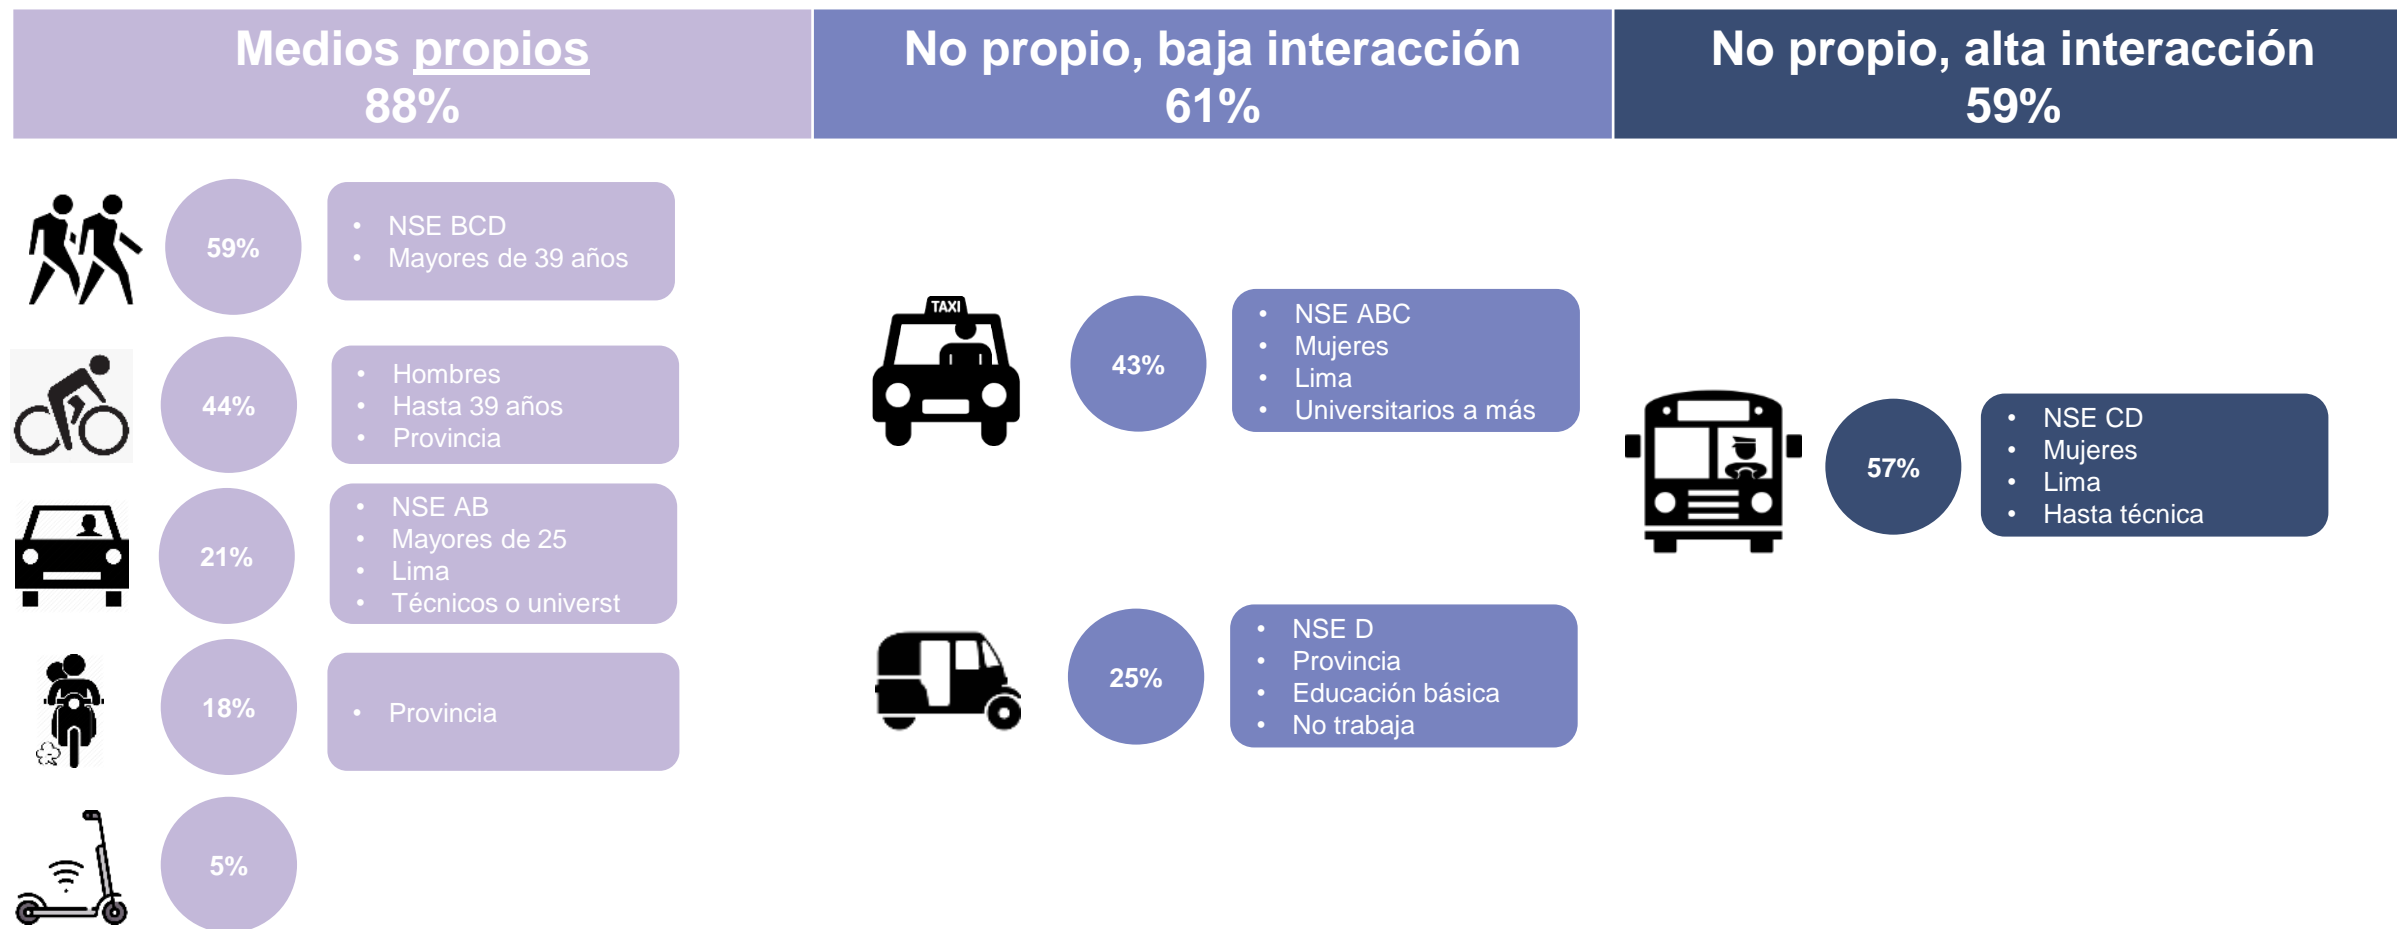 Medios propios
88%
No propio, baja interacción
61%
No propio, alta interacción
59%
59%
• NSE BCD
• Mayores de 39 años
44%
• Hombres
• Hasta 39 años
• Provincia
21%
• NSE AB
• Mayores de 25
• Lima
• Técnicos o universt
18%
• Provincia
5%
TAXI
43%
• NSE ABC
• Mujeres
• Lima
• Universitarios a más
25%
• NSE D
• Provincia
• Educación básica
• No trabaja
57%
• NSE CD
• Mujeres
• Lima
• Hasta técnica